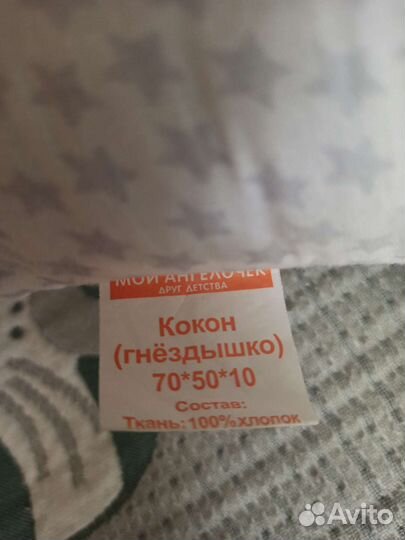 МОЙ АНГЕЛОЧЕК
ДРУГ ДЕТСТВА
Кокон
(гнёздышко)
70*50*10
Состав:
Ткань:100%хлопок
Avito